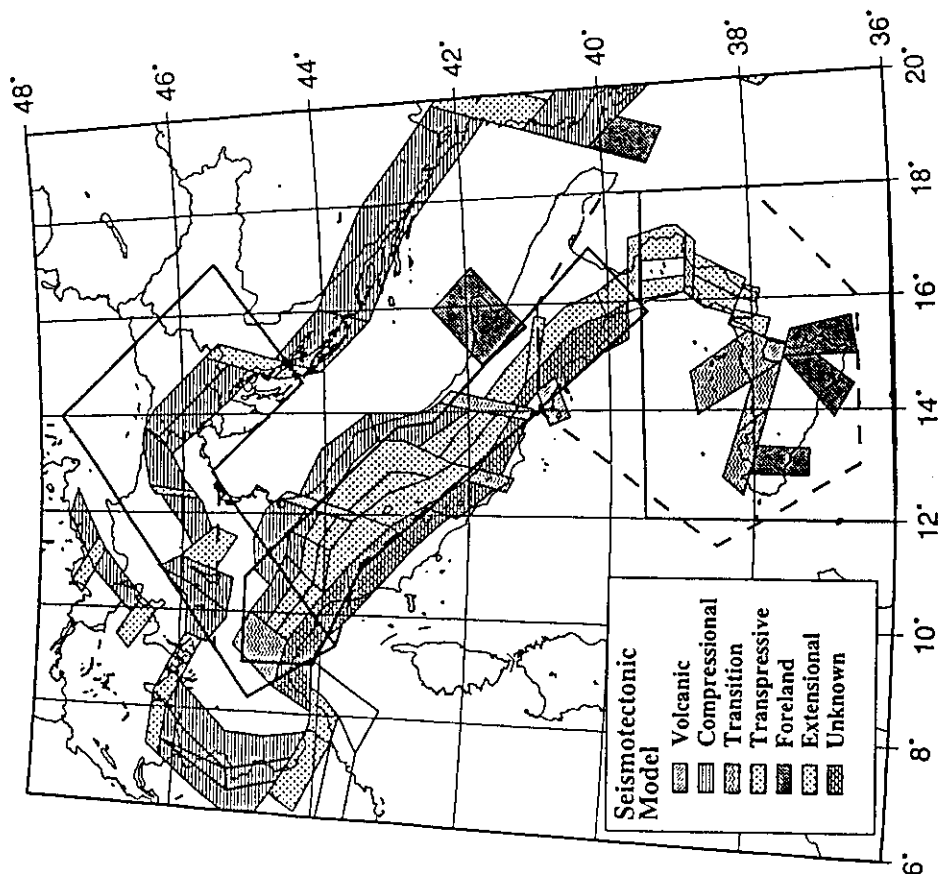 48°
46°
44°
42°
40°
38°
36°
20°
18°
16°
14°
12°
10°
8°
6°
Seismotectonic
Model
Volcanic
Compressional
Transition
Transpressive
Foreland
Extensional
Unknown